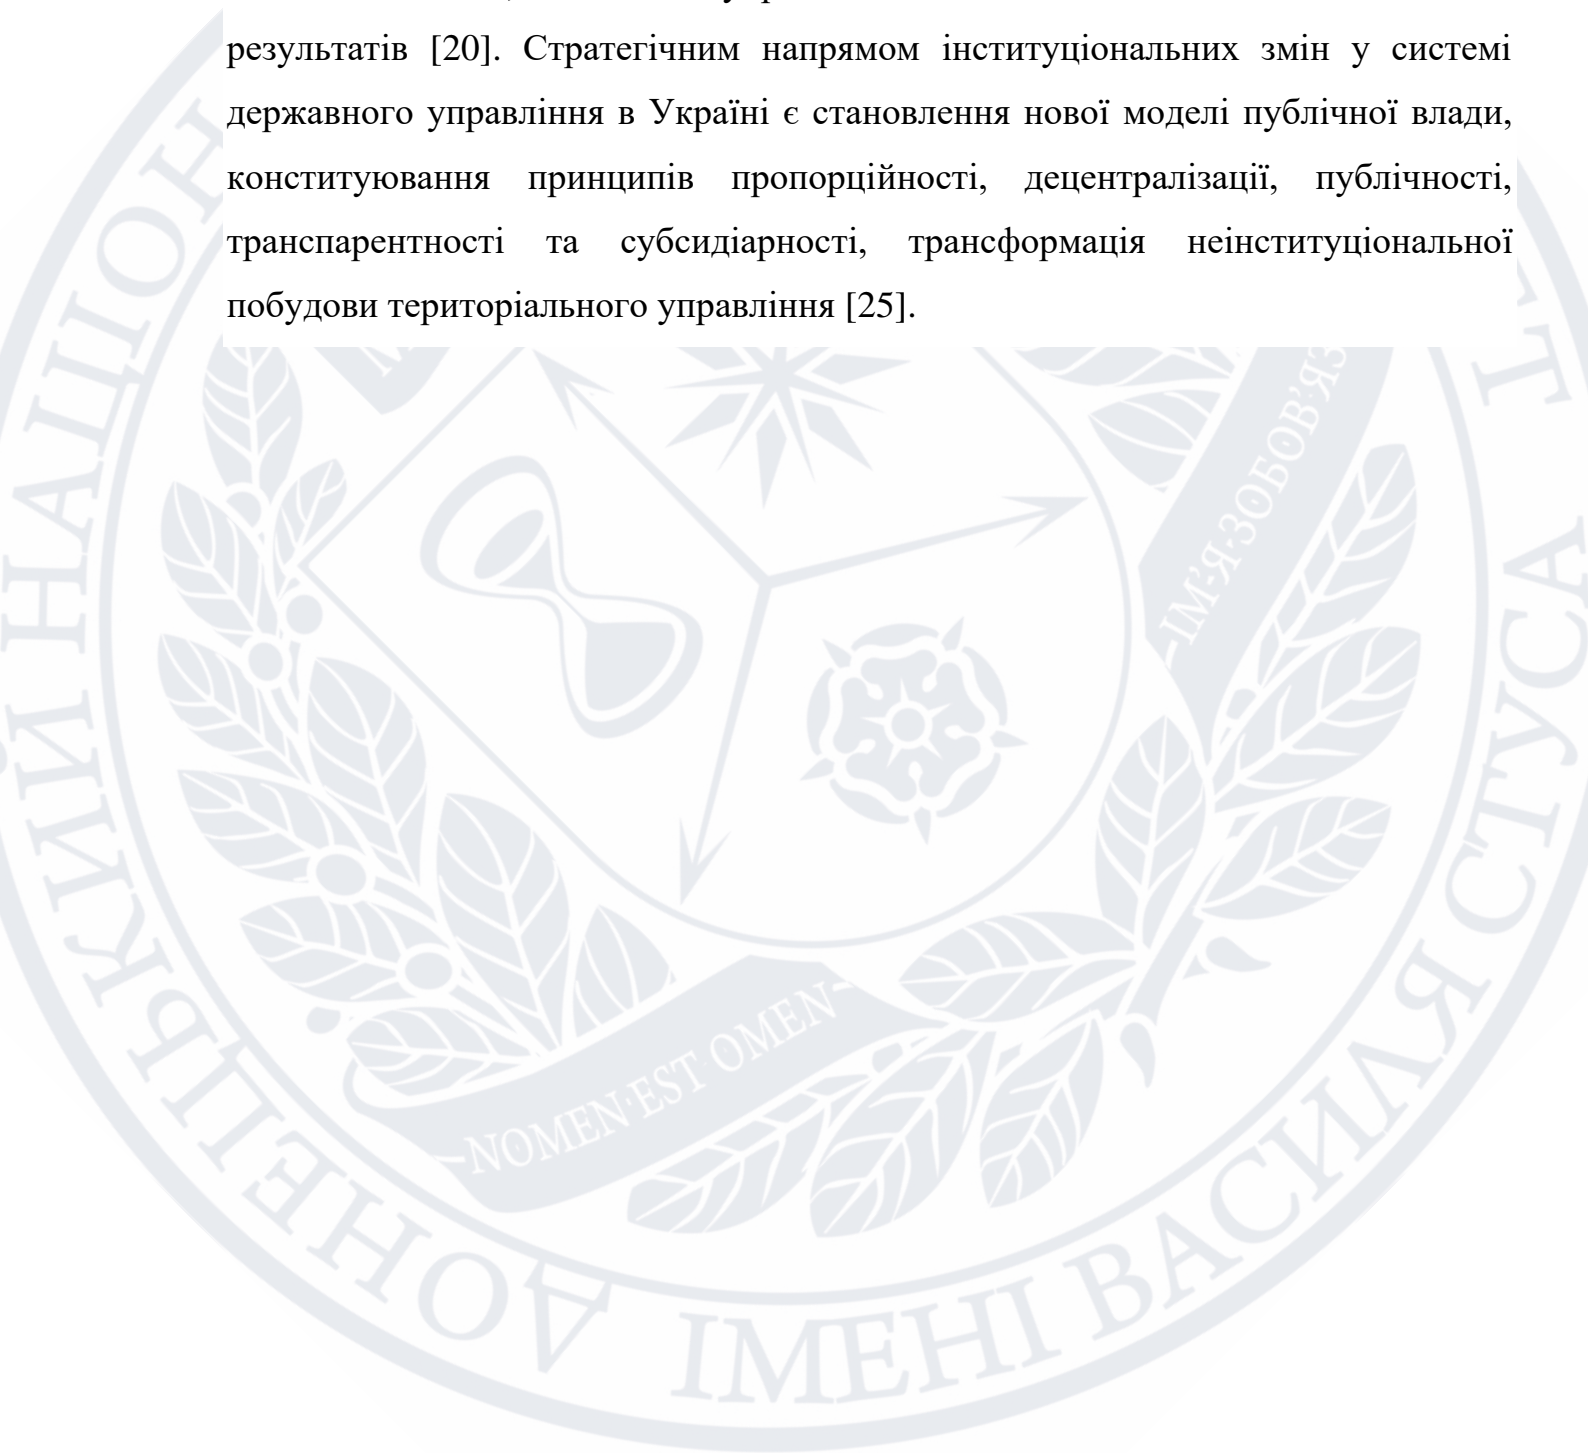 результатів [20]. Стратегічним напрямом інституціональних змін у системі
державного управління в Україні є становлення нової моделі публічної влади,
конституювання принципів пропорційності, децентралізації, публічності,
транспарентності та субсидіарності, трансформація неінституціональної
побудови територіального управління [25].
ІМ'Я·ЗОБОВ'ЯЗ
NOMEN·EST·OMEN
ДОНЕЦЬКИЙ НАЦІОН
ІМЕНІ ВАСИЛЯ СТУСА